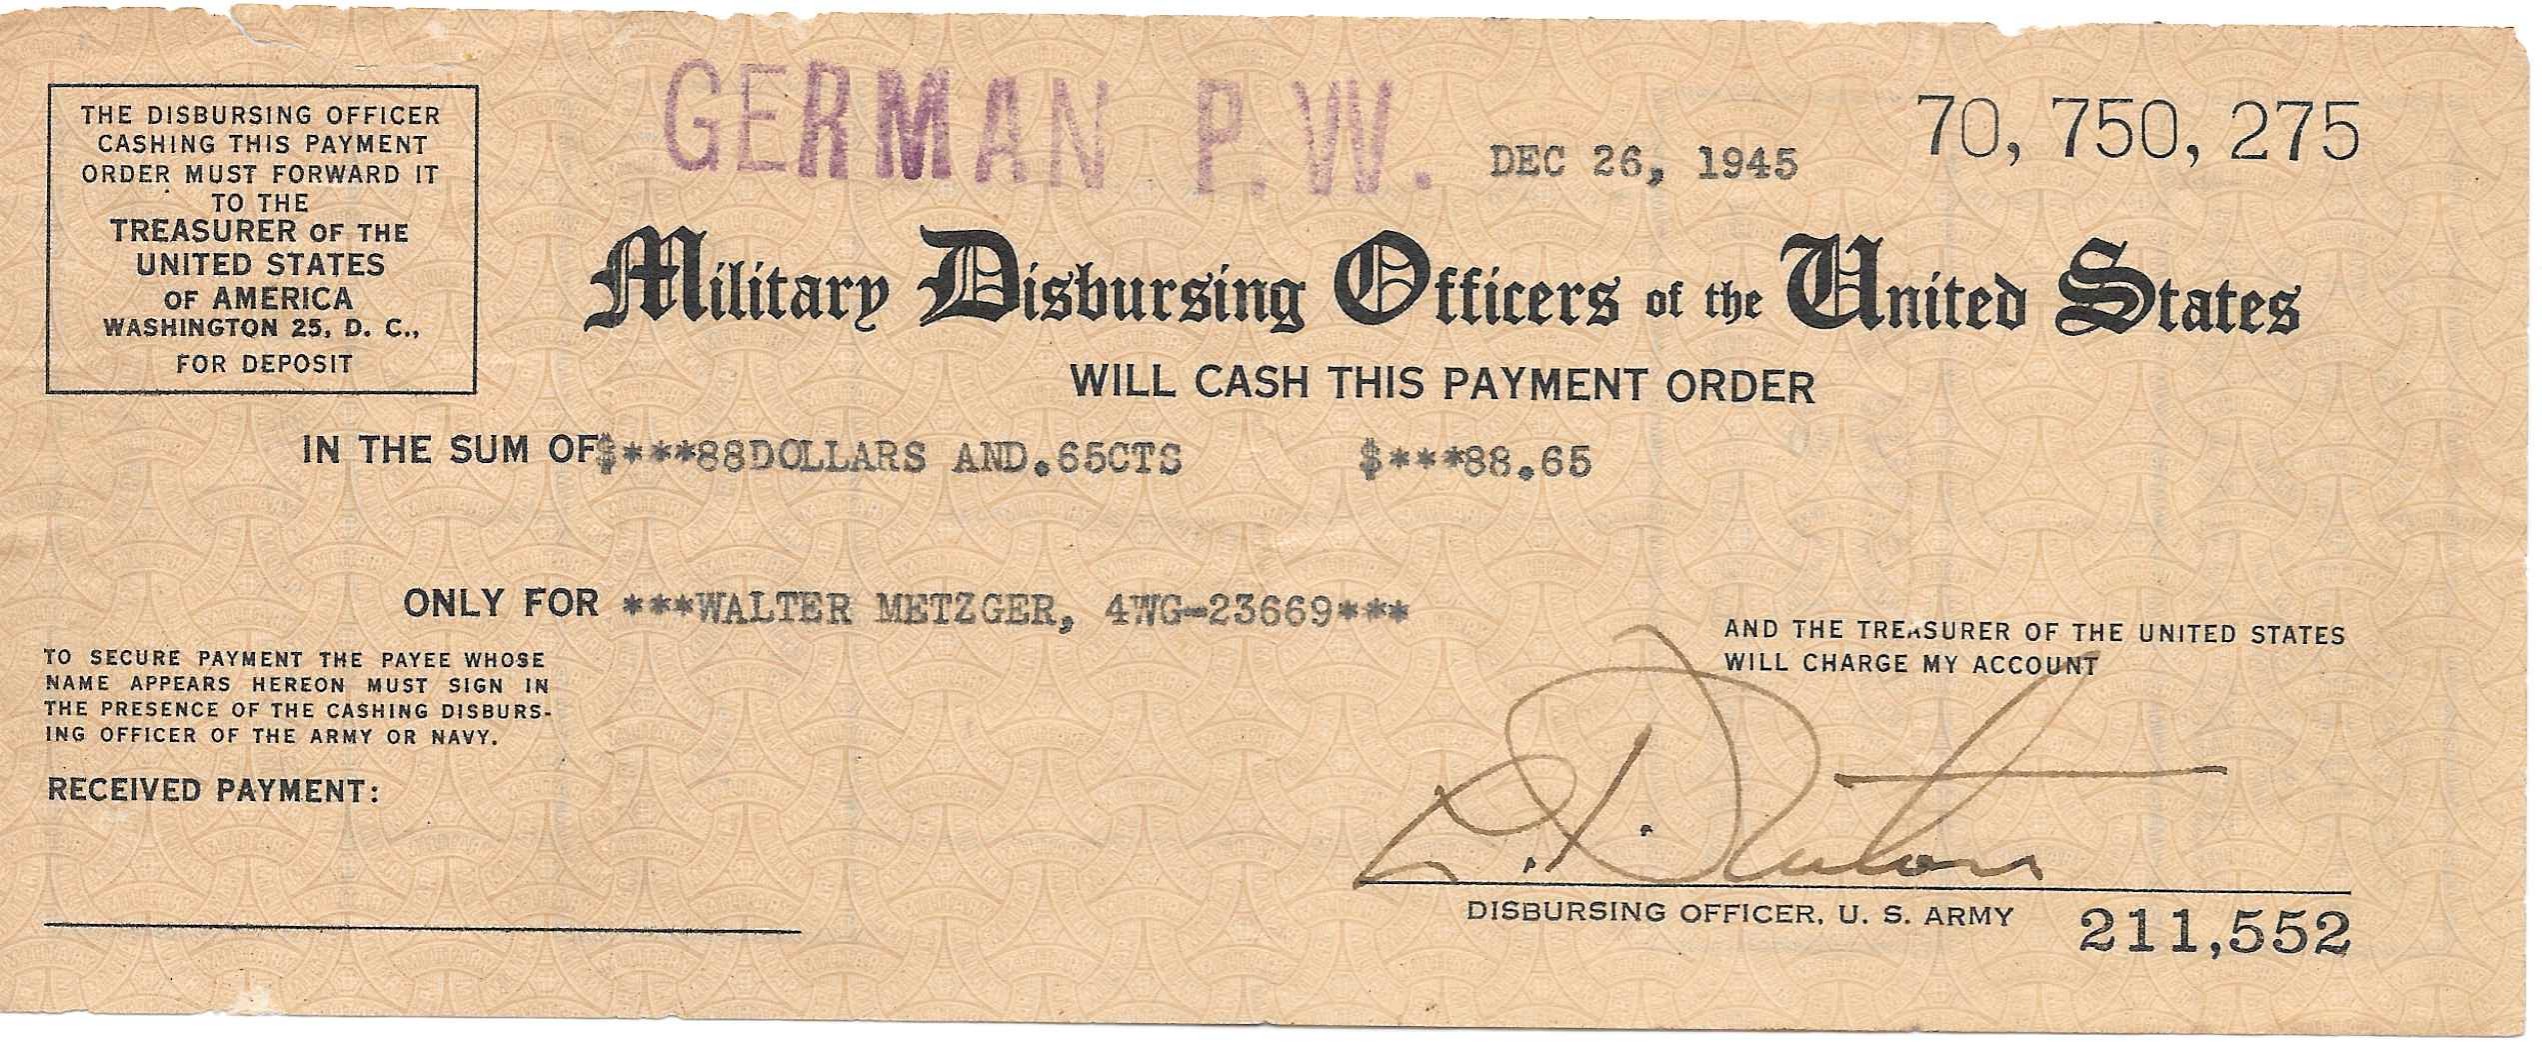 GERMAN P.W.
DEC 26, 1945
70, 750, 275
THE DISBURSING OFFICER
CASHING THIS PAYMENT
ORDER MUST FORWARD IT
TO THE
TREASURER OF THE
UNITED STATES
OF AMERICA
WASHINGTON 25, D. C.,
FOR DEPOSIT
Military Disbursing Officers of the United States
WILL CASH THIS PAYMENT ORDER
IN THE SUM OF $***88DOLLARS AND.65CTS $***88.65
ONLY FOR ***WALTER METZGER, 4WG-23669***
TO SECURE PAYMENT THE PAYEE WHOSE
NAME APPEARS HEREON MUST SIGN IN
THE PRESENCE OF THE CASHING DISBURS-
ING OFFICER OF THE ARMY OR NAVY.
RECEIVED PAYMENT:
AND THE TREASURER OF THE UNITED STATES
WILL CHARGE MY ACCOUNT
DISBURSING OFFICER, U. S. ARMY
211,552